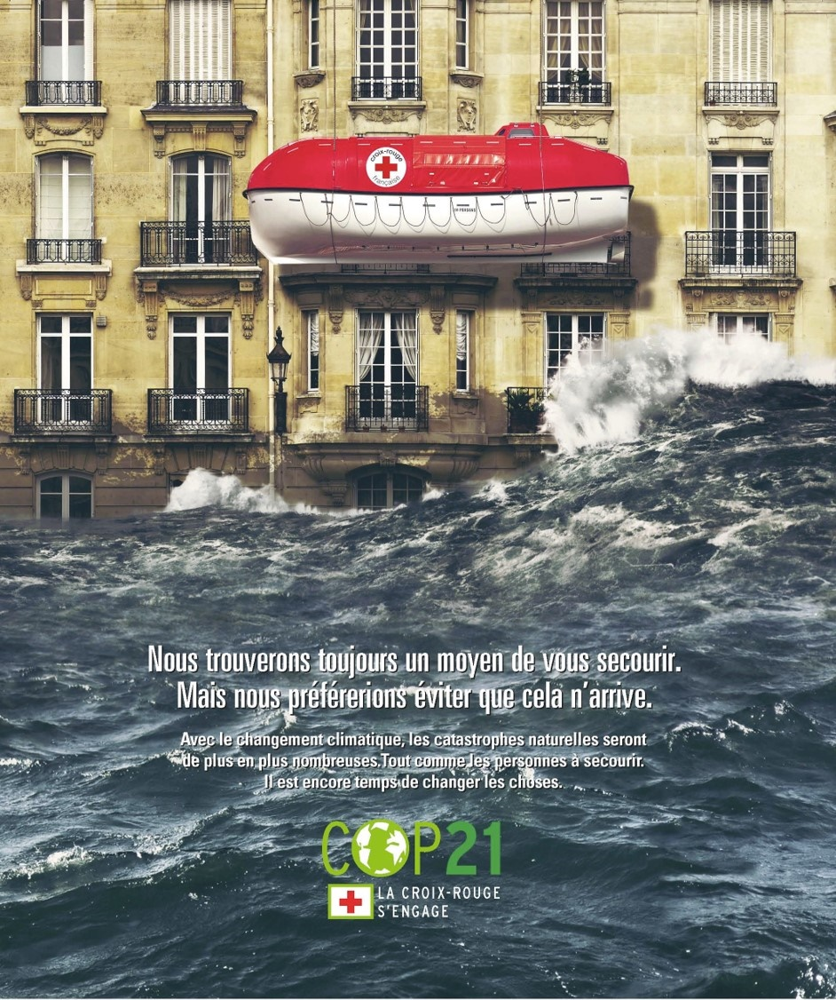 croix-rouge
française
Nous trouverons toujours un moyen de vous secourir.
Mais nous préférerions éviter que cela n'arrive.
Avec le changement climatique, les catastrophes naturelles seront
de plus en plus nombreuses.Tout comme les personnes à secourir.
Il est encore temps de changer les choses.
COP21
LA CROIX-ROUGE
S'ENGAGE